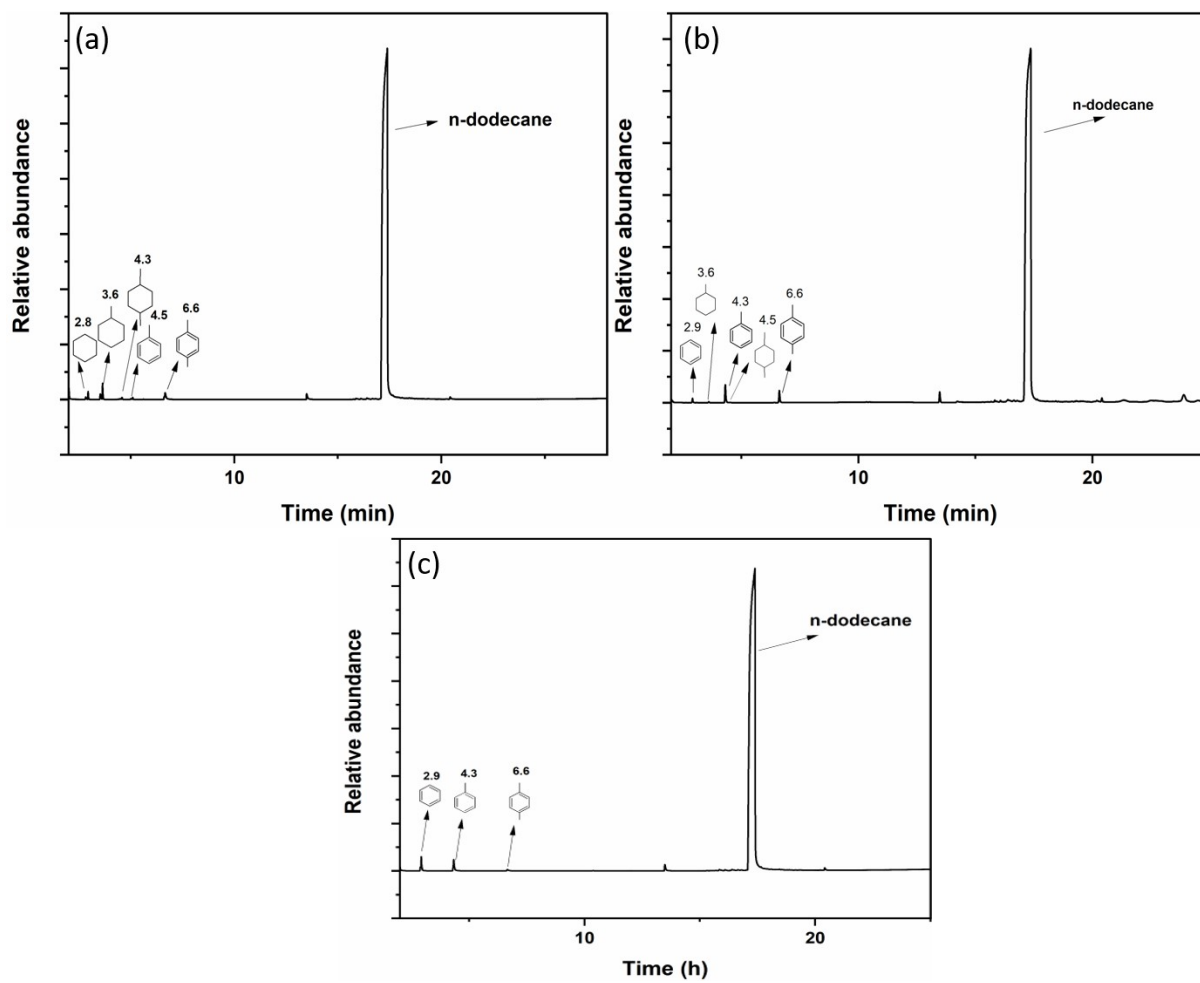 (a)
Relative abundance
n-dodecane
4.3
3.6
2.8
4.5
6.6
10
20
Time (min)
(b)
Relative abundance
n-dodecane
3.6
4.3
6.6
2.9
4.5
10
20
Time (min)
(c)
Relative abundance
n-dodecane
2.9
4.3
6.6
10
20
Time (h)